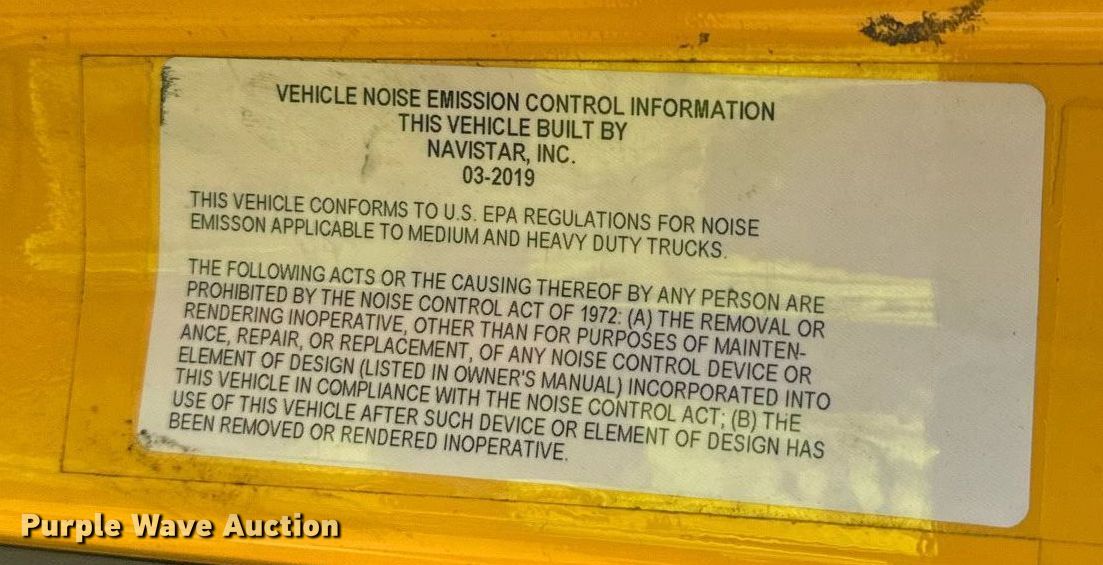 VEHICLE NOISE EMISSION CONTROL INFORMATION
THIS VEHICLE BUILT BY
NAVISTAR, INC.
03-2019
THIS VEHICLE CONFORMS TO U.S. EPA REGULATIONS FOR NOISE
EMISSON APPLICABLE TO MEDIUM AND HEAVY DUTY TRUCKS.
THE FOLLOWING ACTS OR THE CAUSING THEREOF BY ANY PERSON ARE
PROHIBITED BY THE NOISE CONTROL ACT OF 1972: (A) THE REMOVAL OR
RENDERING INOPERATIVE, OTHER THAN FOR PURPOSES OF MAINTEN-
ANCE, REPAIR, OR REPLACEMENT, OF ANY NOISE CONTROL DEVICE OR
ELEMENT OF DESIGN (LISTED IN OWNER'S MANUAL) INCORPORATED INTO
THIS VEHICLE IN COMPLIANCE WITH THE NOISE CONTROL ACT; (B) THE
USE OF THIS VEHICLE AFTER SUCH DEVICE OR ELEMENT OF DESIGN HAS
BEEN REMOVED OR RENDERED INOPERATIVE.
Purple Wave Auction